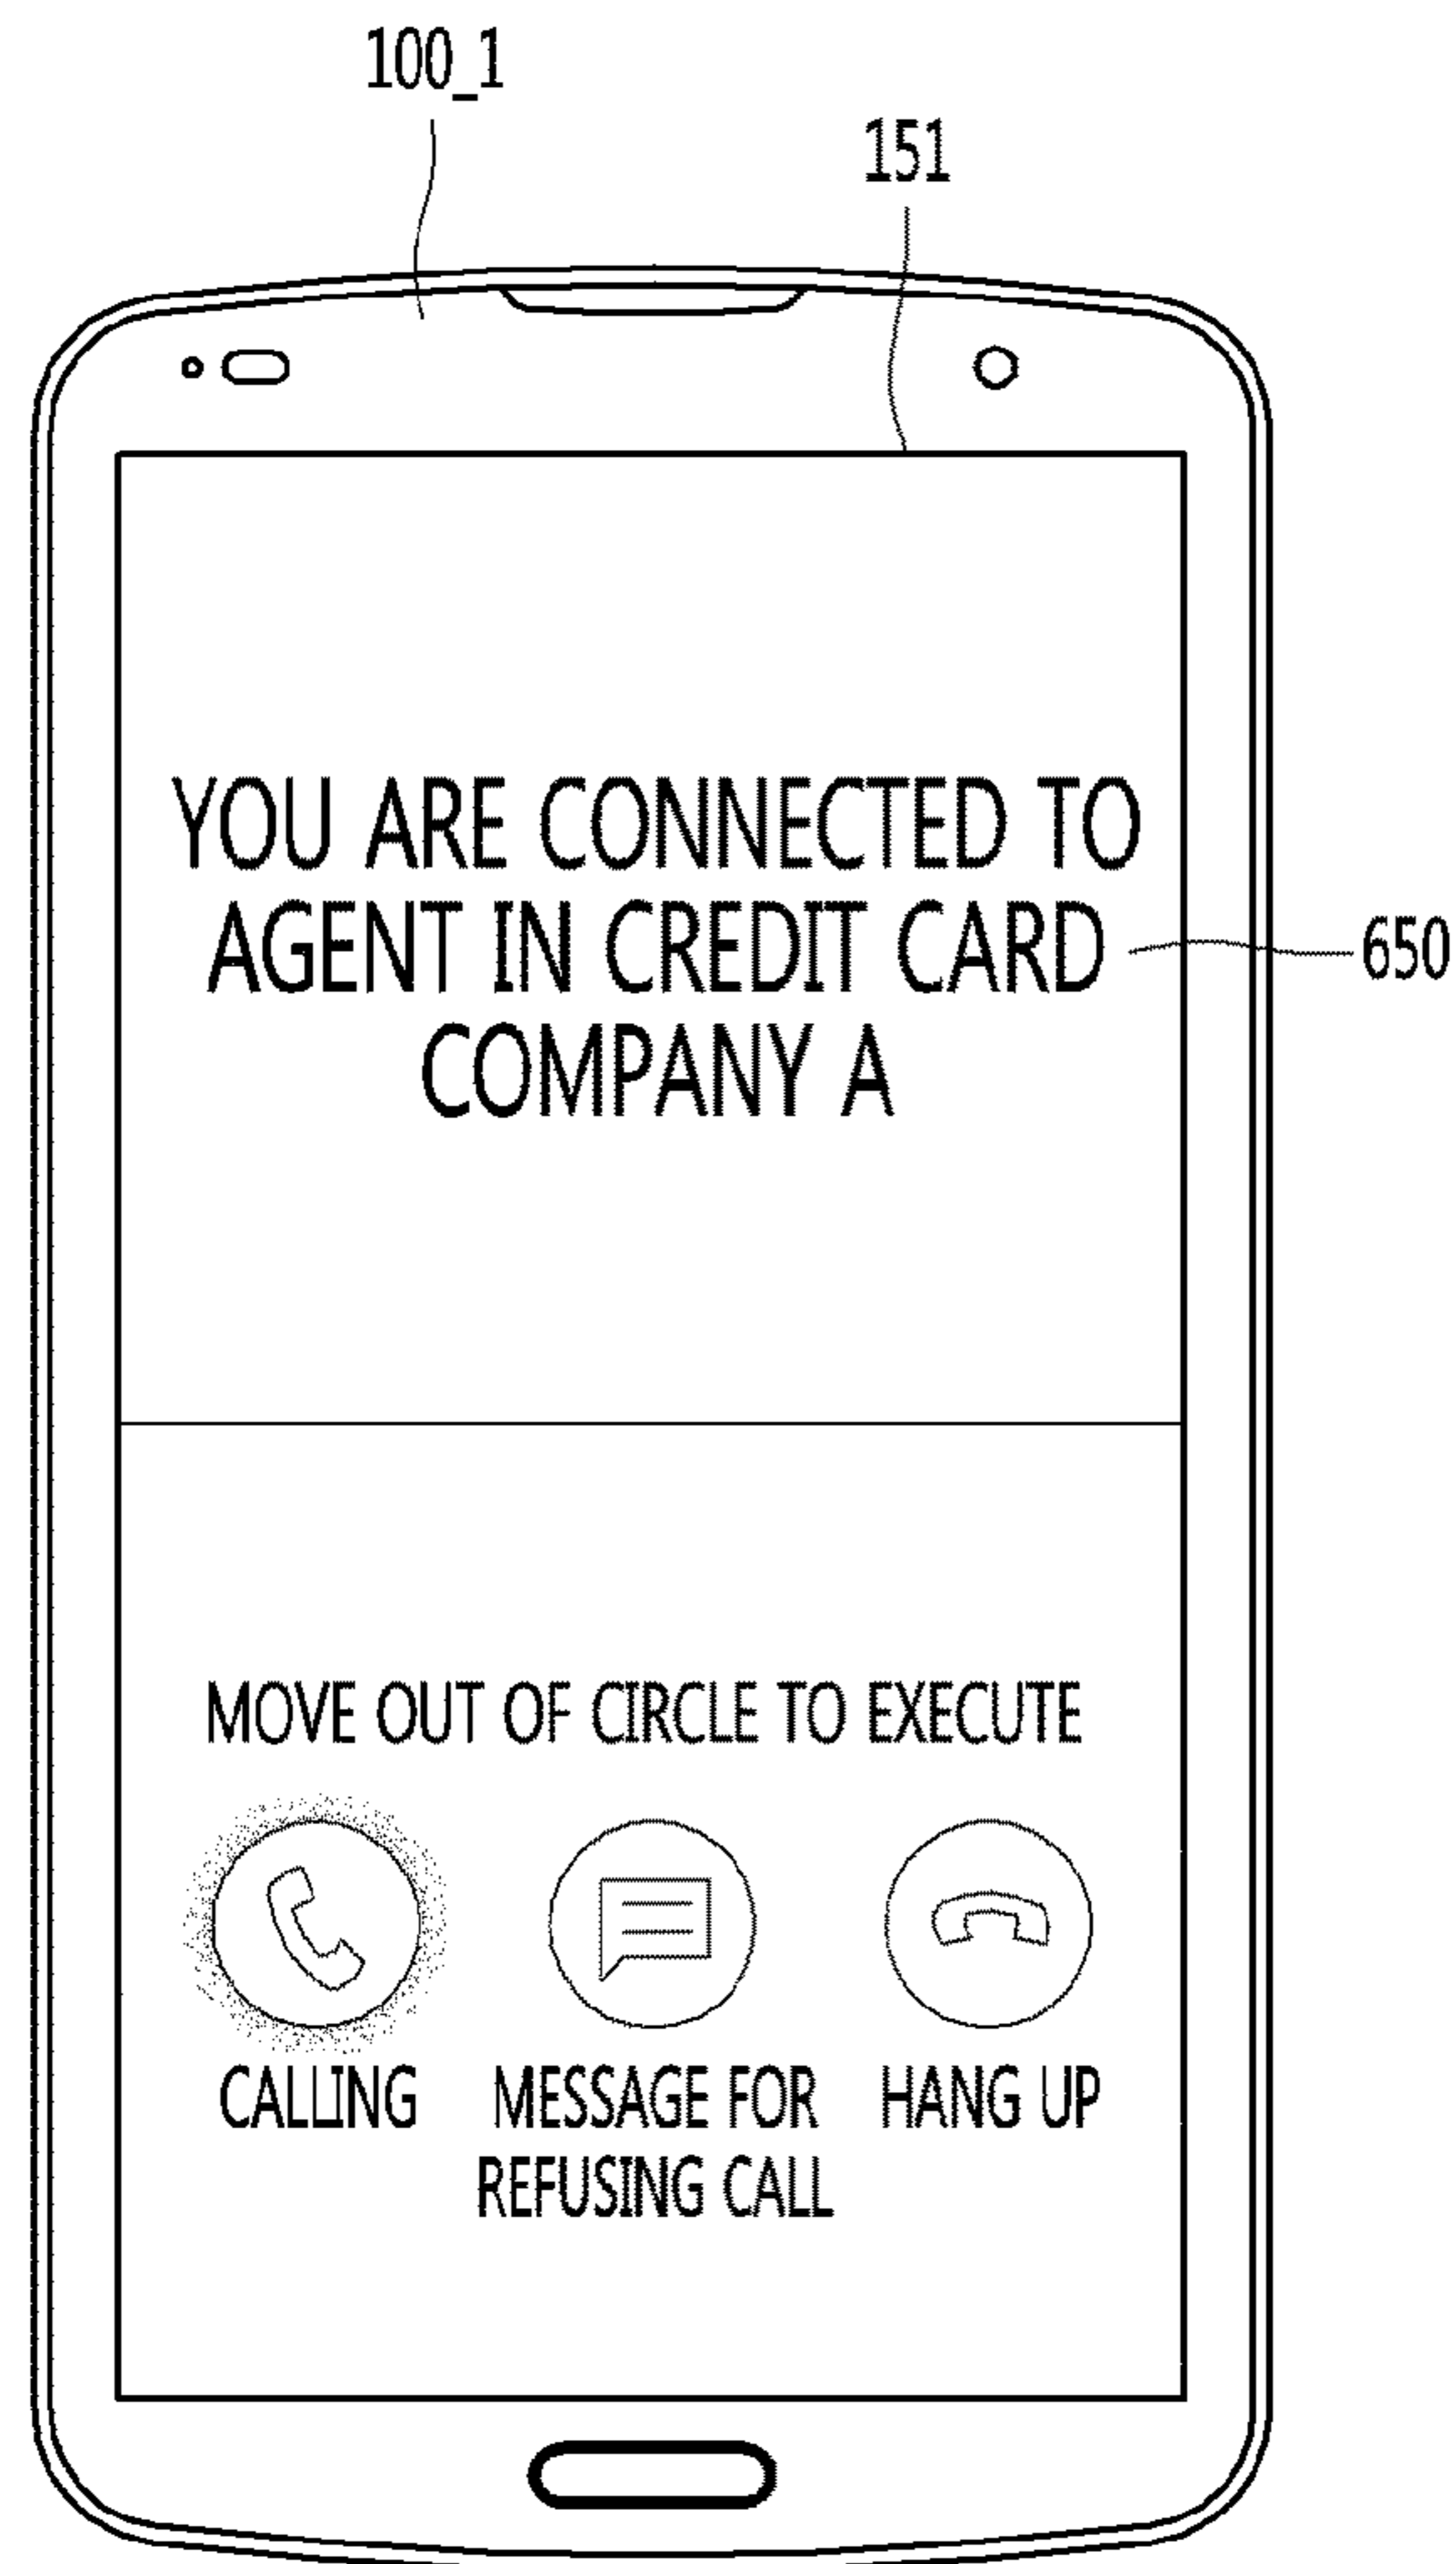 100_1
151
YOU ARE CONNECTED TO
AGENT IN CREDIT CARD
COMPANY A
650
MOVE OUT OF CIRCLE TO EXECUTE
CALLING
MESSAGE FOR
REFUSING CALL
HANG UP